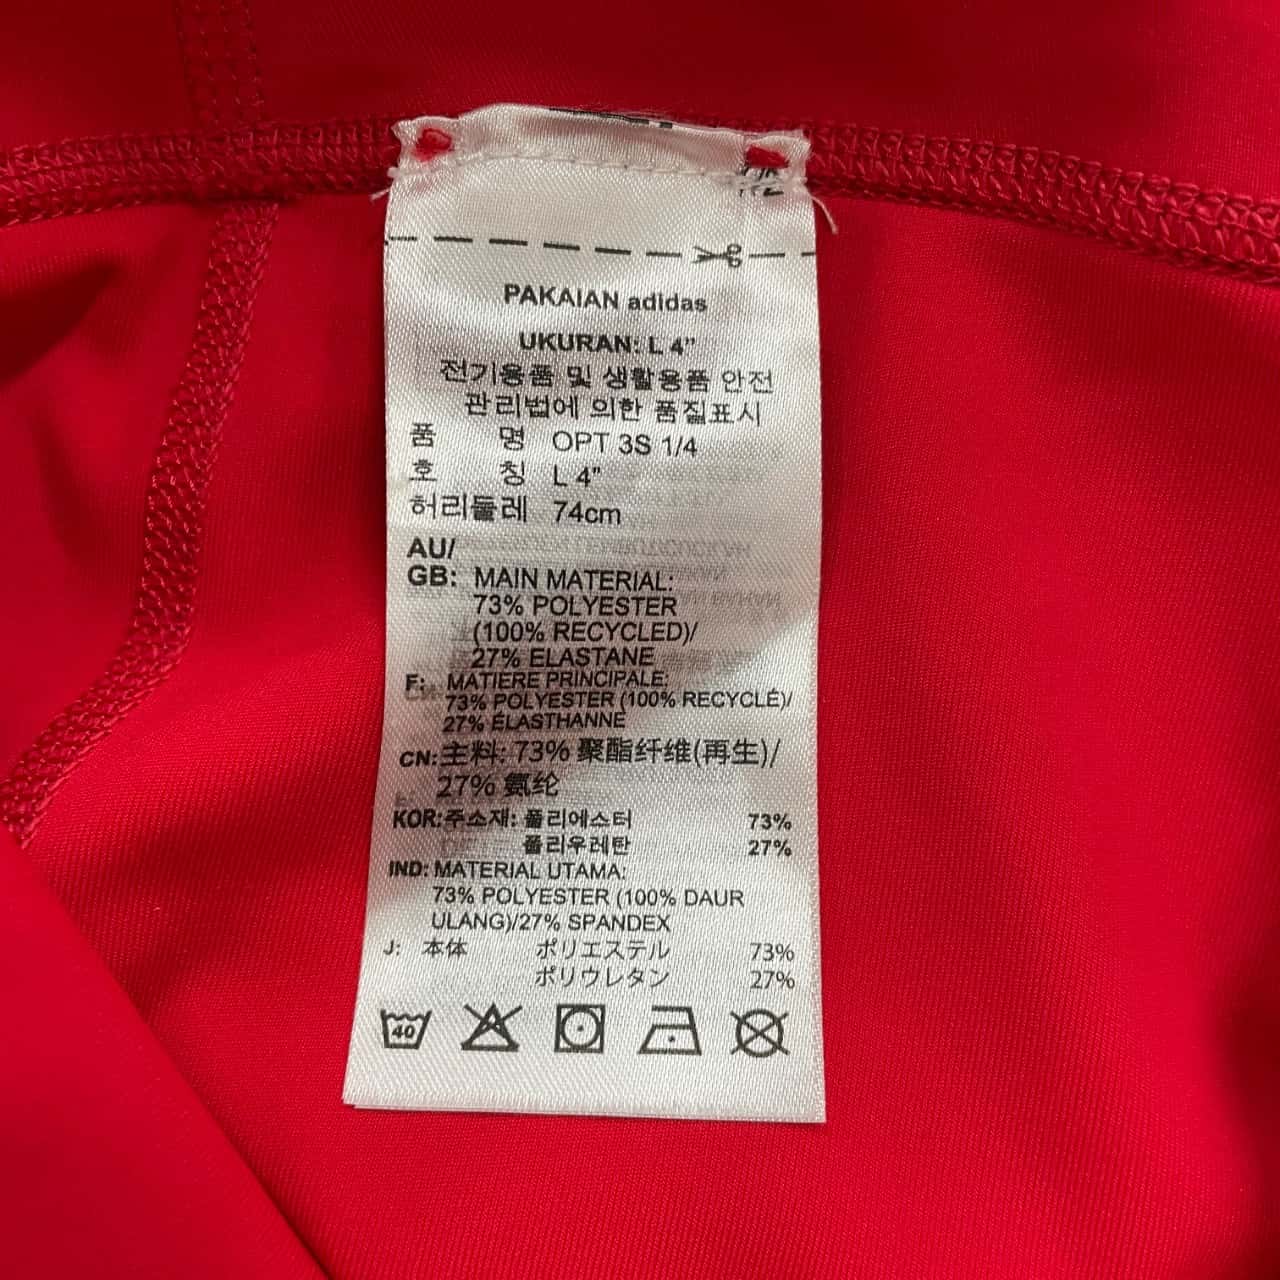 PAKAIAN adidas
UKURAN: L 4"
전기용품 및 생활용품 안전
관리법에 의한 품질표시
품 명 OPT 3S 1/4
호 칭 L 4"
허리둘레 74cm
AU/
GB: MAIN MATERIAL:
73% POLYESTER
(100% RECYCLED)/
27% ELASTANE
F: MATIERE PRINCIPALE:
73% POLYESTER (100% RECYCLÉ)/
27% ÉLASTHANNE
CN: 主料: 73% 聚酯纤维(再生)/
27% 氨纶
KOR: 주소재: 폴리에스터 73%
폴리우레탄 27%
IND: MATERIAL UTAMA:
73% POLYESTER (100% DAUR
ULANG)/27% SPANDEX
J: 本体 ポリエステル 73%
ポリウレタン 27%
40